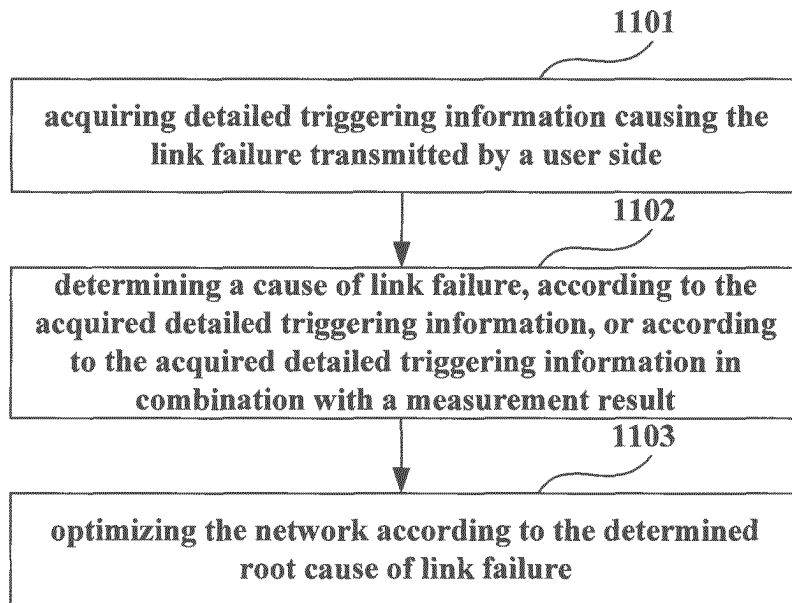 1101
acquiring detailed triggering information causing the
link failure transmitted by a user side
1102
determining a cause of link failure, according to the
acquired detailed triggering information, or according
to the acquired detailed triggering information in
combination with a measurement result
1103
optimizing the network according to the determined
root cause of link failure